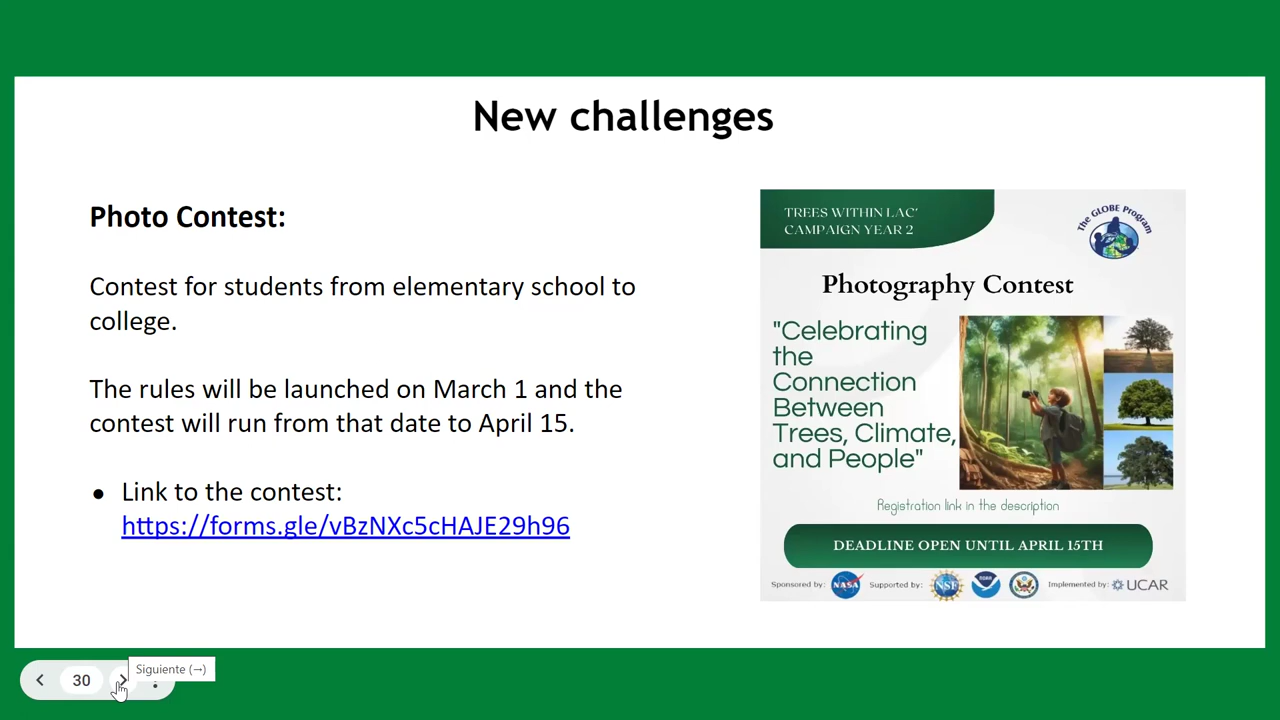 New challenges
Photo Contest:
Contest for students from elementary school to
college.
The rules will be launched on March 1 and the
contest will run from that date to April 15.
● Link to the contest:
https://forms.gle/vBzNXc5cHAJE29h96
TREES WITHIN LAC'
CAMPAIGN YEAR 2
The GLOBE Program
Photography Contest
"Celebrating
the
Connection
Between
Trees, Climate,
and People"
Registration link in the description
DEADLINE OPEN UNTIL APRIL 15TH
Sponsored by: NASA Supported by: NSF NOAA Implemented by: UCAR
Siguiente (→)
30